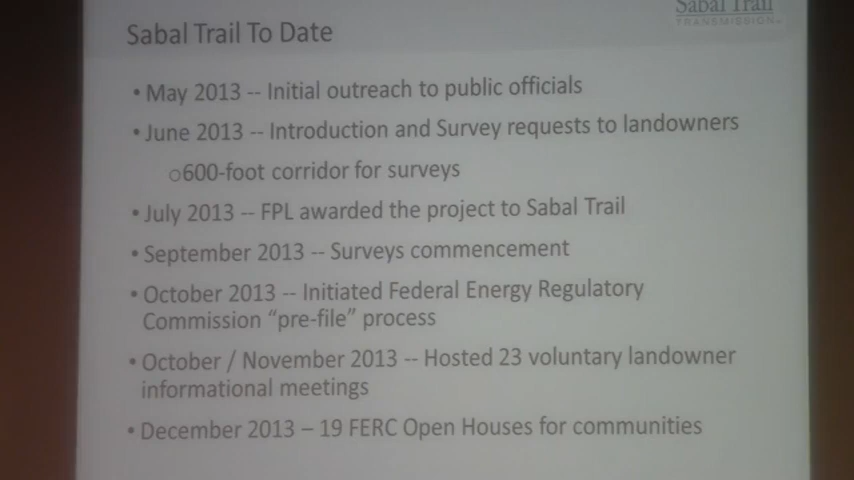 Sabal Trail
TRANSMISSION
Sabal Trail To Date
• May 2013 -- Initial outreach to public officials
• June 2013 -- Introduction and Survey requests to landowners
o600-foot corridor for surveys
• July 2013 -- FPL awarded the project to Sabal Trail
• September 2013 -- Surveys commencement
• October 2013 -- Initiated Federal Energy Regulatory
Commission “pre-file” process
• October / November 2013 -- Hosted 23 voluntary landowner
informational meetings
• December 2013 – 19 FERC Open Houses for communities